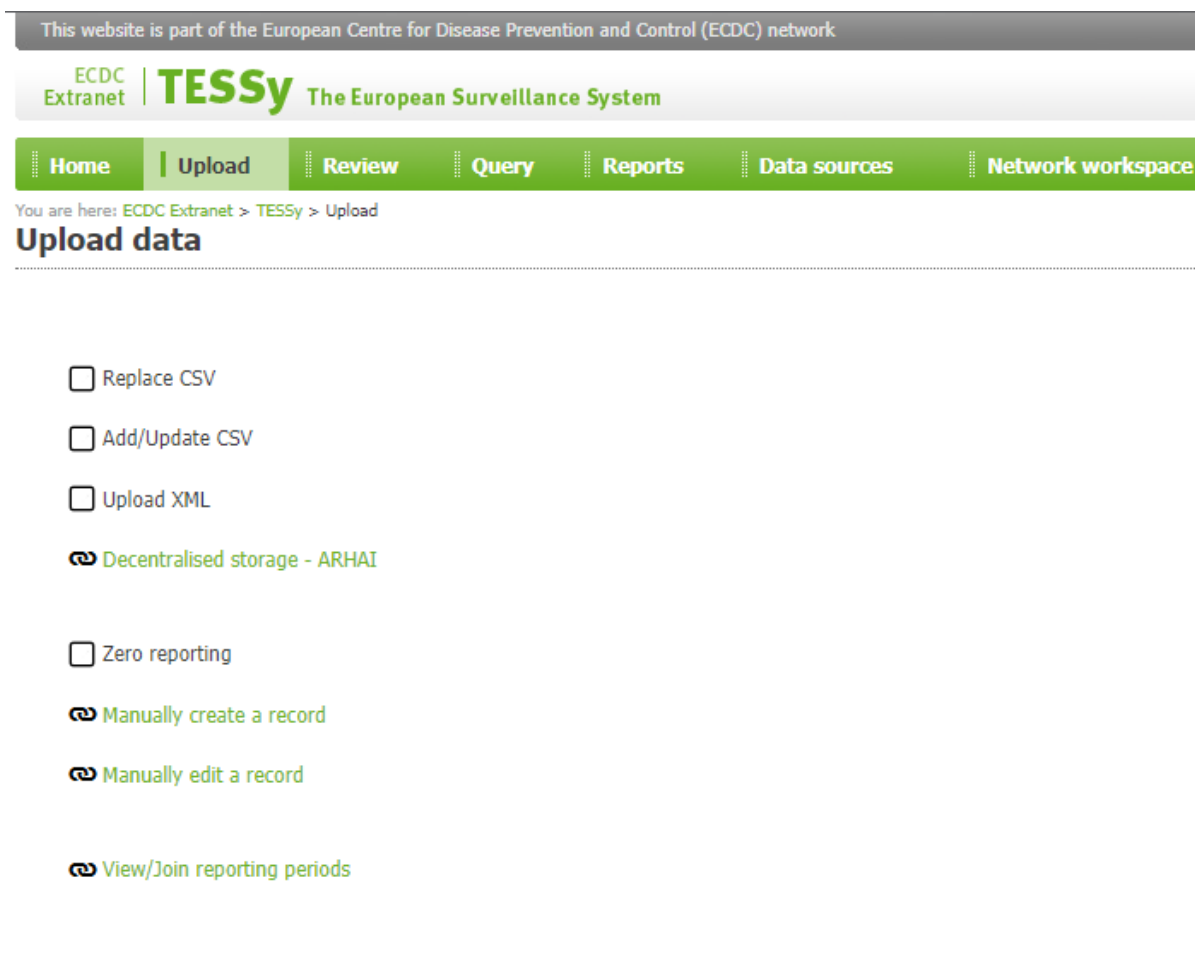 This website is part of the European Centre for Disease Prevention and Control (ECDC) network
ECDC
Extranet
TESSy The European Surveillance System
Home Upload Review Query Reports Data sources Network workspace
You are here: ECDC Extranet > TESSy > Upload
Upload data
Replace CSV
Add/Update CSV
Upload XML
Decentralised storage - ARHAI
Zero reporting
Manually create a record
Manually edit a record
View/Join reporting periods